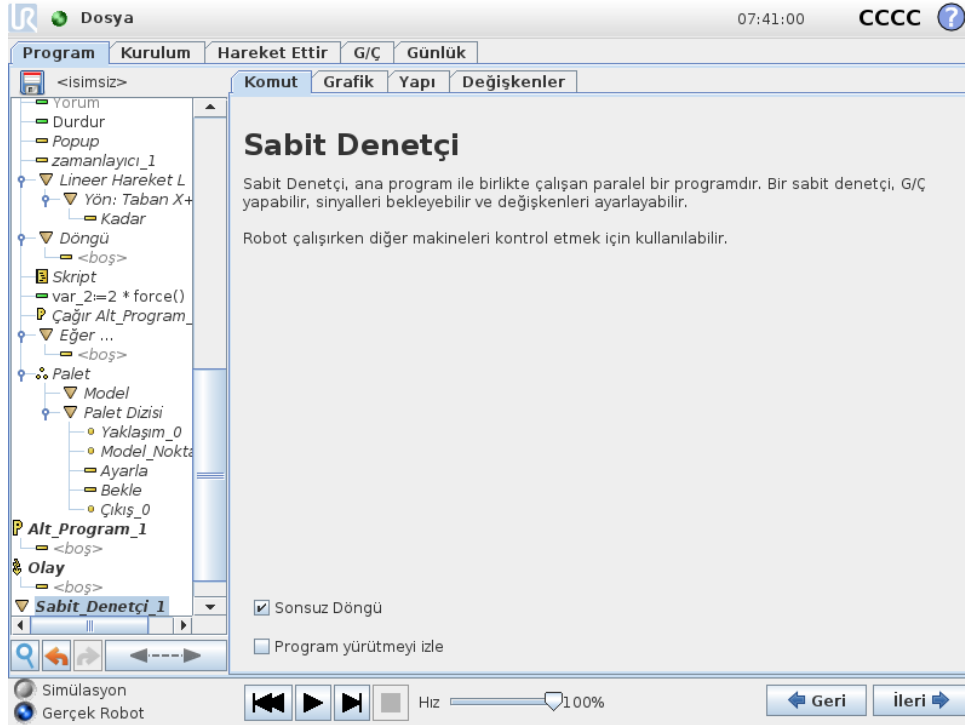 UR
Dosya
07:41:00
CCCC
?
Program
Kurulum
Hareket Ettir
G/Ç
Günlük
<isimsiz>
Komut
Grafik
Yapı
Değişkenler
Yorum
Durdur
Popup
zamanlayıcı_1
Lineer Hareket L
Yön: Taban X+
Kadar
Döngü
<boş>
Skript
var_2:=2 * force()
Çağır Alt_Program_
Eğer ...
<boş>
Palet
Model
Palet Dizisi
Yaklaşım_0
Model_Nokta
Ayarla
Bekle
Çıkış_0
Alt_Program_1
<boş>
Olay
<boş>
Sabit_Denetçi_1
Sabit Denetçi
Sabit Denetçi, ana program ile birlikte çalışan paralel bir programdır. Bir sabit denetçi, G/Ç
yapabilir, sinyalleri bekleyebilir ve değişkenleri ayarlayabilir.
Robot çalışırken diğer makineleri kontrol etmek için kullanılabilir.
Sonsuz Döngü
Program yürütmeyi izle
Simülasyon
Gerçek Robot
Hız
100%
Geri
İleri